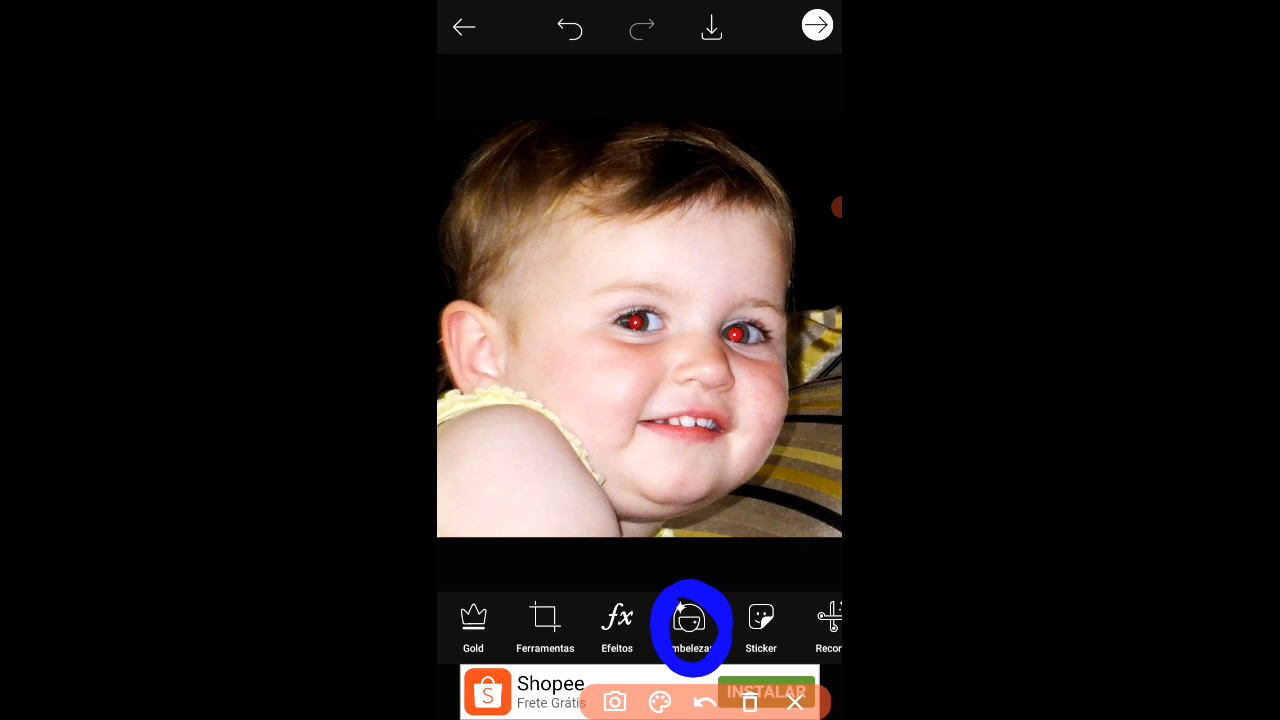 Gold
Ferramentas
Efeitos
Sticker
Shopee
Frete Grátis
INSTALAR